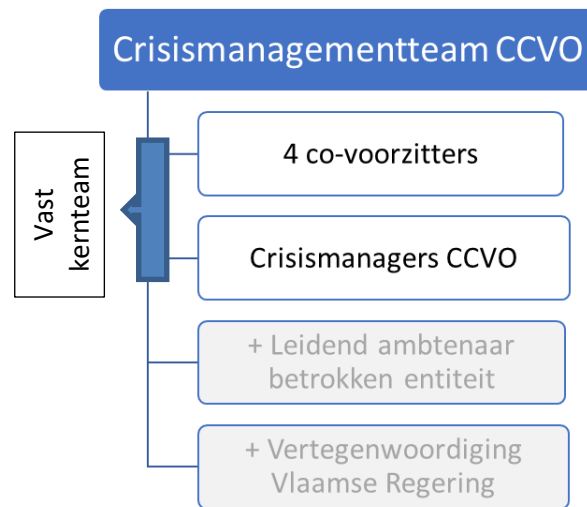 Crisismanagementteam CCVO
4 co-voorzitters
Vast
kernteam
Crisismanagers CCVO
+ Leidend ambtenaar
betrokken entiteit
+ Vertegenwoordiging
Vlaamse Regering